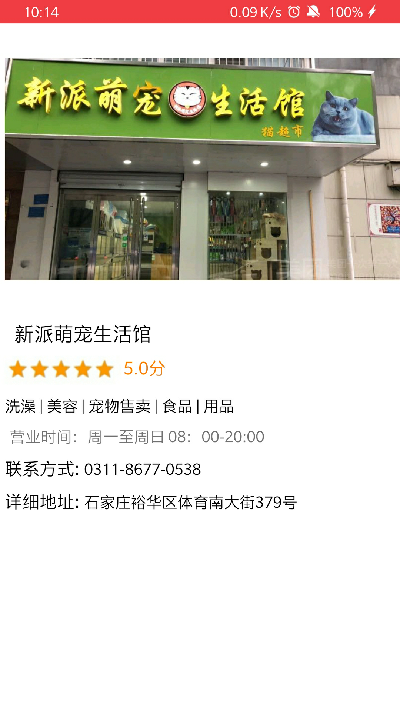 10:14 0.09 K/s 100%
新派萌宠生活馆
猫超市
新派萌宠生活馆
5.0分
洗澡 | 美容 | 宠物售卖 | 食品 | 用品
营业时间：周一至周日 08：00-20:00
联系方式: 0311-8677-0538
详细地址: 石家庄裕华区体育南大街379号